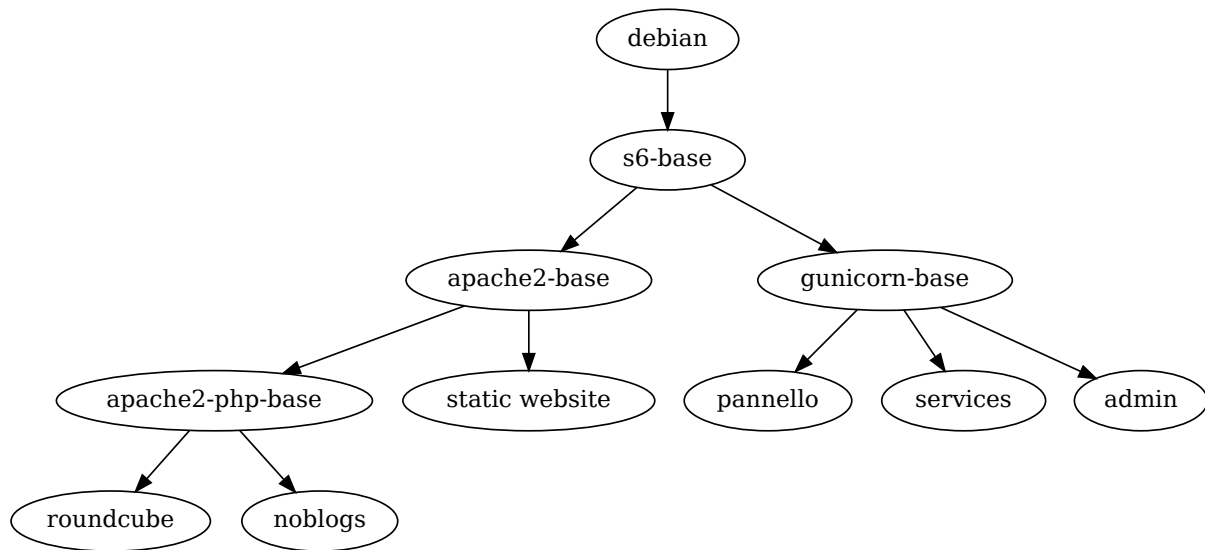 debian
s6-base
apache2-base
gunicorn-base
apache2-php-base
static website
pannello
services
admin
roundcube
noblogs